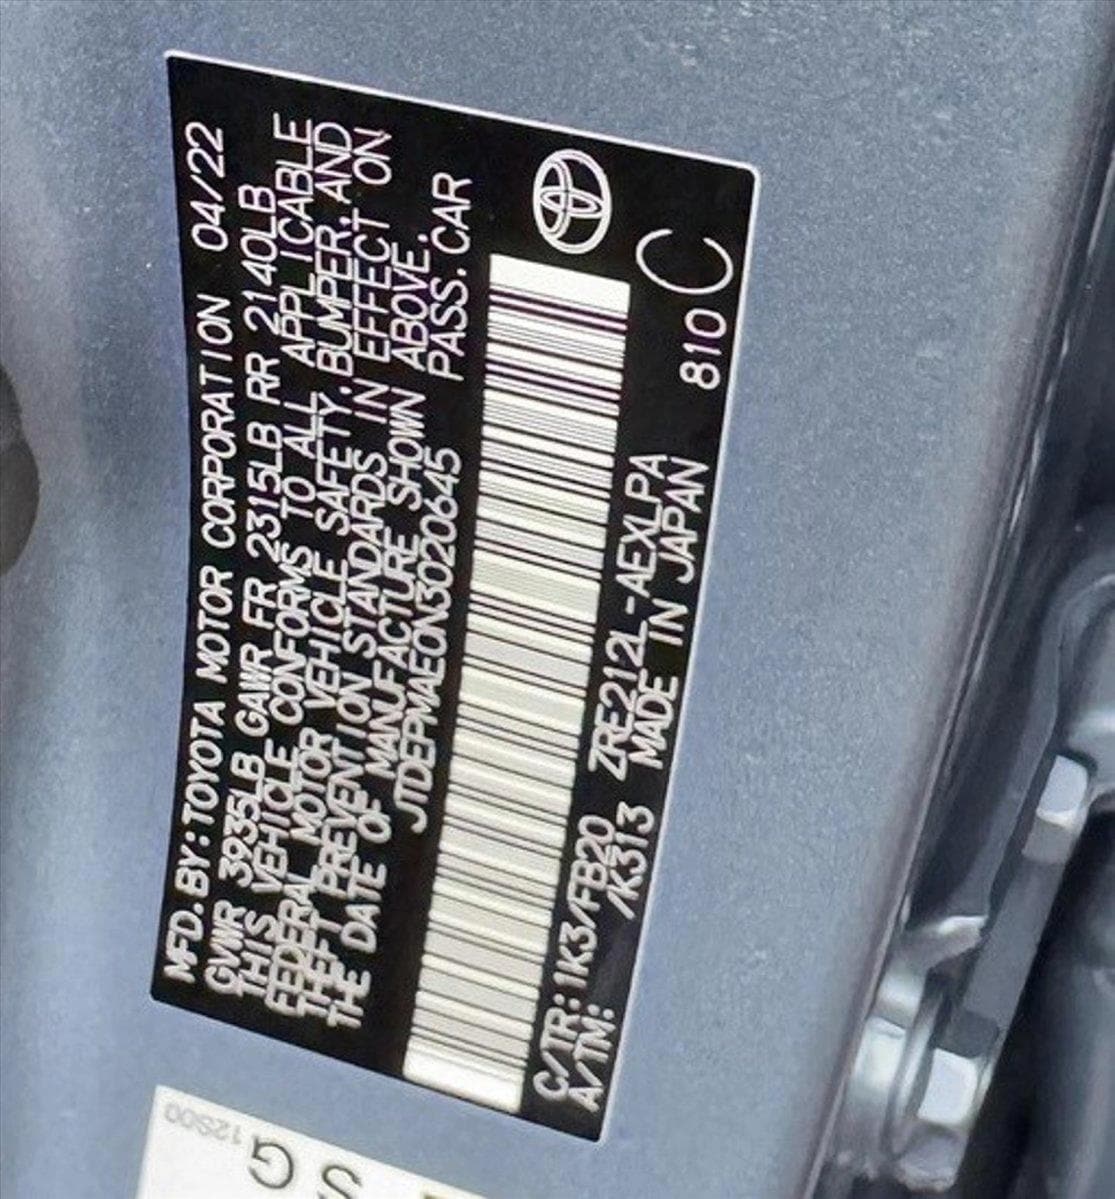 MFD.BY:TOYOTA MOTOR CORPORATION 04/22
GVWR 3935LB GAWR FR 2315LB RR 2140LB
THIS VEHICLE CONFORMS TO ALL APPLICABLE
FEDERAL MOTOR VEHICLE SAFETY,BUMPER,AND
THEFT PREVENTION STANDARDS IN EFFECT ON
THE DATE OF MANUFACTURE SHOWN ABOVE.
JTDEPMAE0N3020645 PASS.CAR
C/TR:1K3/FB20 ZRE212L-AEXLPA 810 C
A/TM: /K313 MADE IN JAPAN
12S00
SG